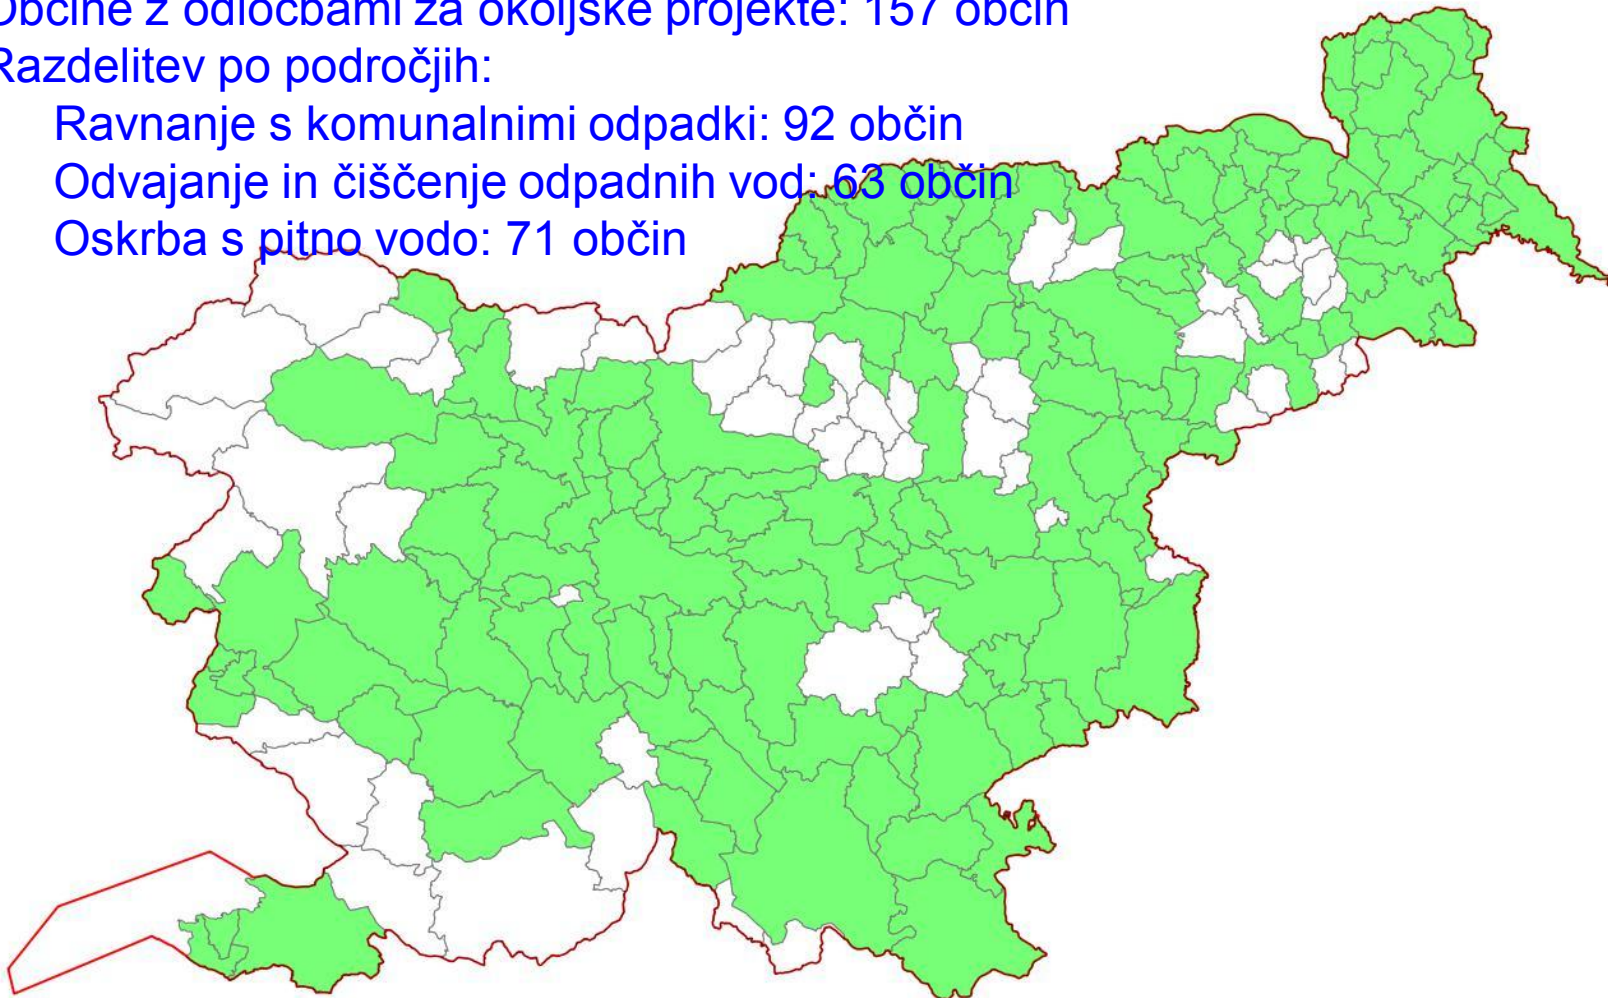 Občine z odločbami za okoljske projekte: 157 občin
Razdelitev po področjih:
Ravnanje s komunalnimi odpadki: 92 občin
Odvajanje in čiščenje odpadnih vod: 63 občin
Oskrba s pitno vodo: 71 občin